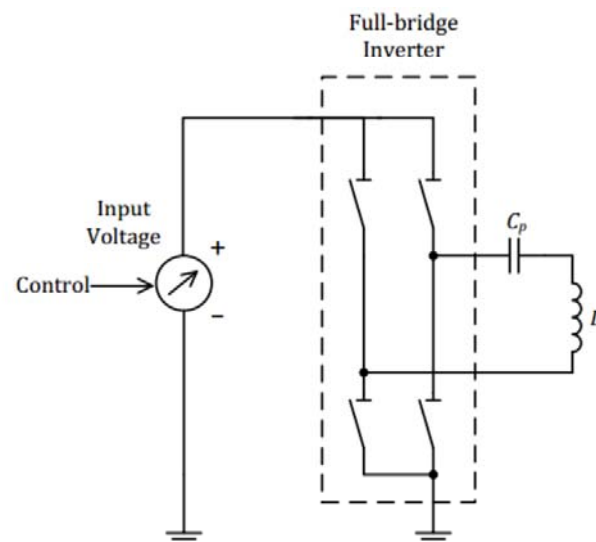 Full-bridge
Inverter
Input
Voltage
+
Control
−
Cp